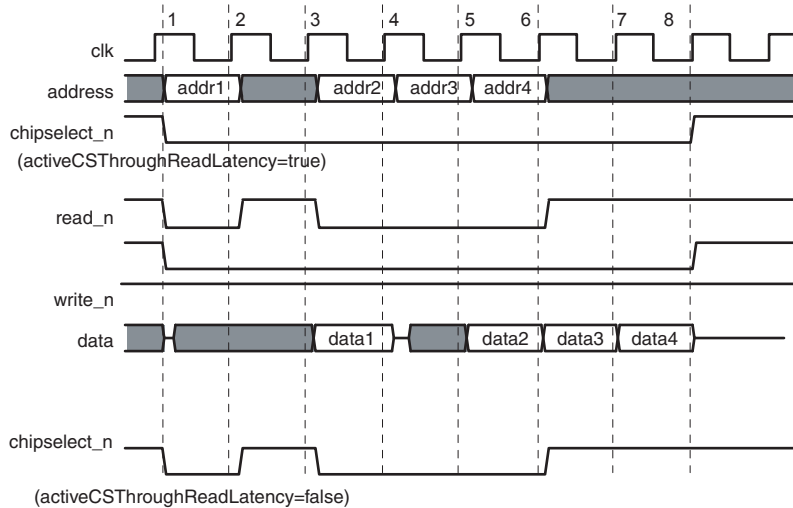 1 2 3 4 5 6 7 8
clk
address addr1 addr2 addr3 addr4
chipselect_n
(activeCSThroughReadLatency=true)
read_n
write_n
data data1 data2 data3 data4
chipselect_n
(activeCSThroughReadLatency=false)